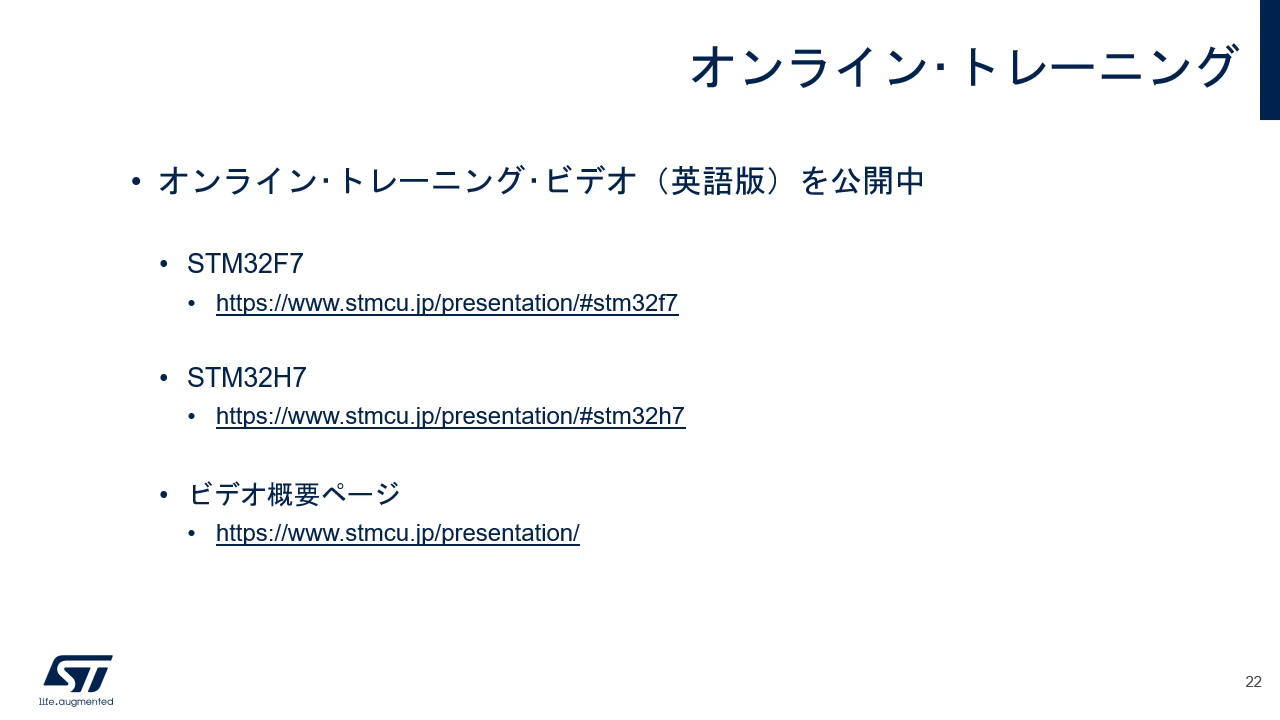 オンライン･トレーニング
• オンライン･トレーニング･ビデオ（英語版）を公開中
• STM32F7
• https://www.stmcu.jp/presentation/#stm32f7
• STM32H7
• https://www.stmcu.jp/presentation/#stm32h7
• ビデオ概要ページ
• https://www.stmcu.jp/presentation/
ST
life.augmented
22